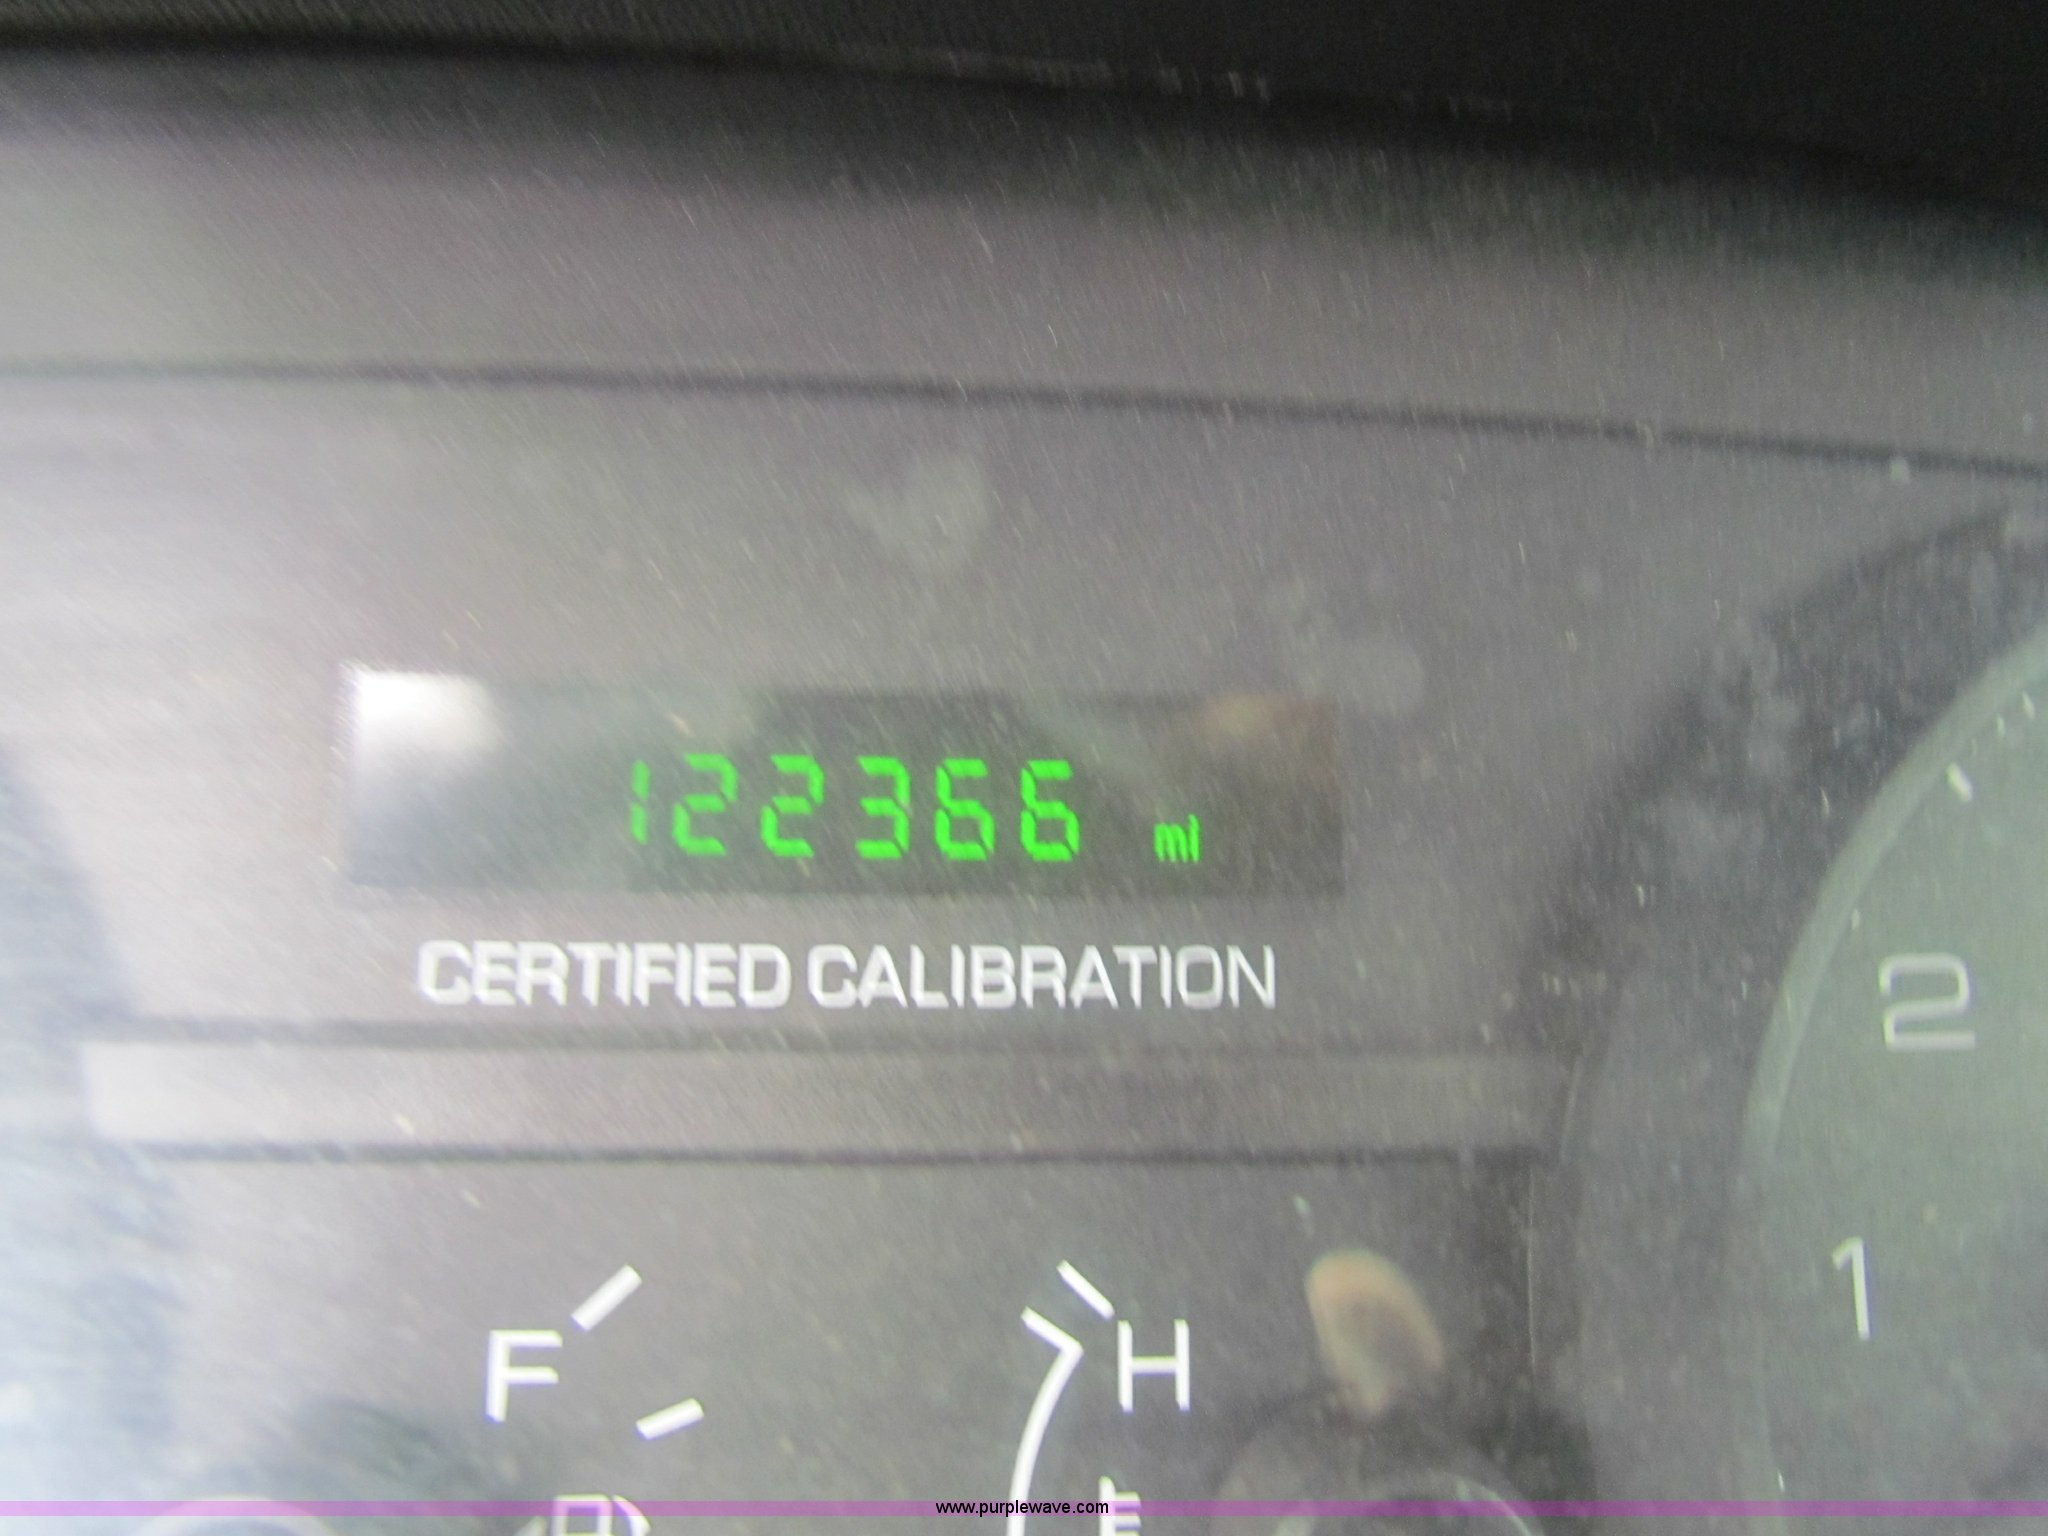 122366 mi
CERTIFIED CALIBRATION
2
1
F
H
www.purplewave.com